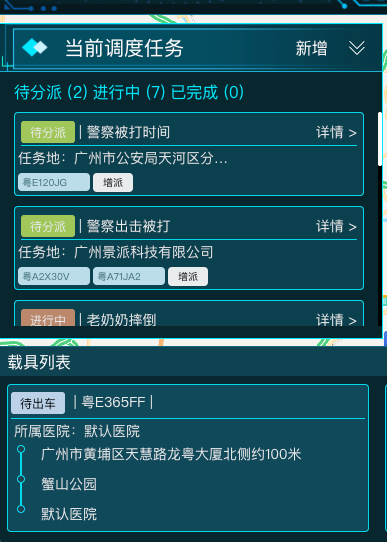 当前调度任务 新增
待分派 (2) 进行中 (7) 已完成 (0)
待分派 | 警察被打时间 详情 >
任务地：广州市公安局天河区分...
粤E120JG 增派
待分派 | 警察出击被打 详情 >
任务地：广州景派科技有限公司
粤A2X30V 粤A71JA2 增派
进行中 | 老奶奶摔倒 详情 >
载具列表
待出车 | 粤E365FF |
所属医院：默认医院
广州市黄埔区天慧路龙粤大厦北侧约100米
蟹山公园
默认医院